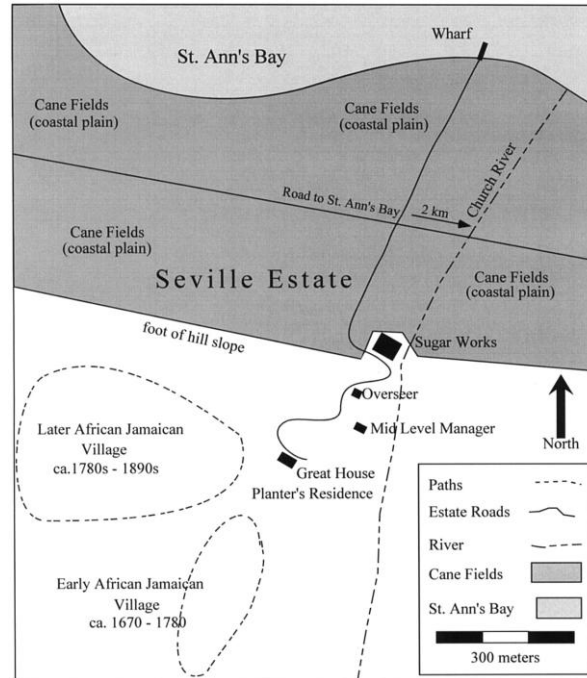 Wharf
St. Ann's Bay
Cane Fields
(coastal plain)
Cane Fields
(coastal plain)
Church River
Road to St. Ann's Bay
2 km
Cane Fields
(coastal plain)
Seville Estate
Cane Fields
(coastal plain)
foot of hill slope
Sugar Works
Overseer
Mid Level Manager
North
Later African Jamaican
Village
ca.1780s - 1890s
Great House
Planter's Residence
Early African Jamaican
Village
ca. 1670 - 1780
Paths
Estate Roads
River
Cane Fields
St. Ann's Bay
300 meters